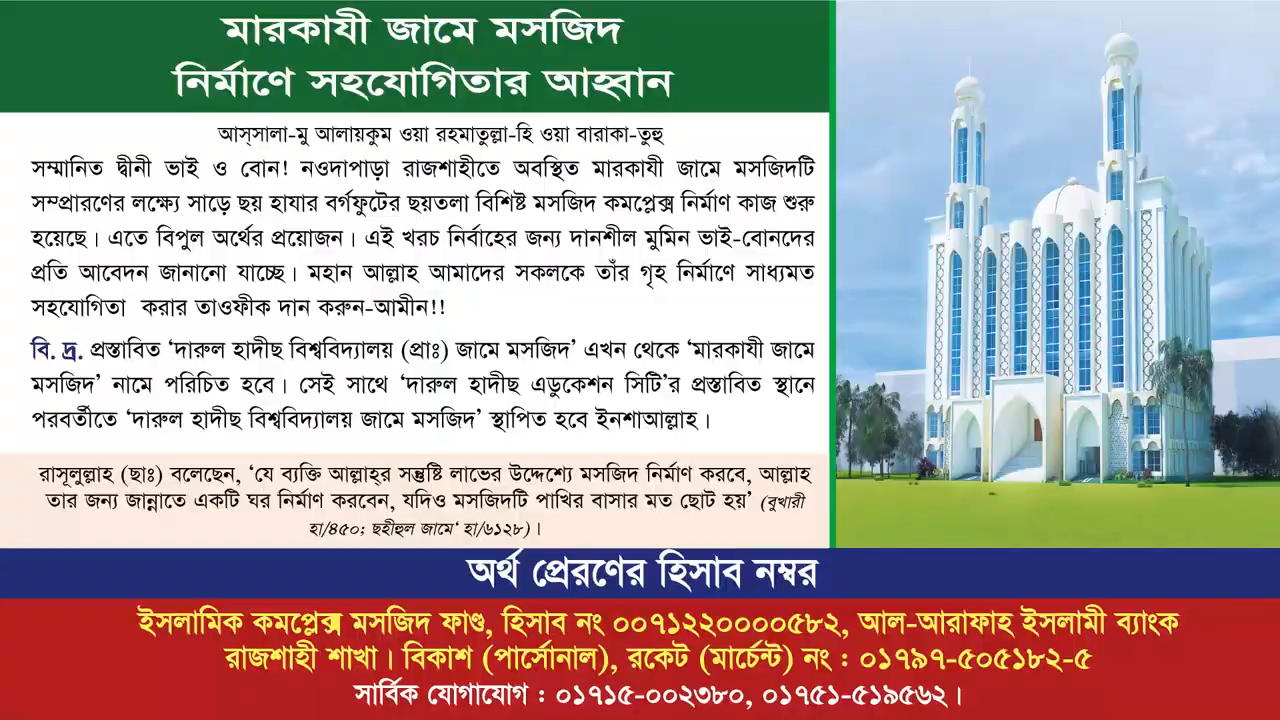 মারকাযী জামে মসজিদ
নির্মাণে সহযোগিতার আহ্বান
আস্সালা-মু আলায়কুম ওয়া রহমাতুল্লা-হি ওয়া বারাকা-তুহু
সম্মানিত দ্বীনী ভাই ও বোন! নওদাপাড়া রাজশাহীতে অবস্থিত মারকাযী জামে মসজিদটি
সম্প্রারণের লক্ষ্যে সাড়ে ছয় হাযার বর্গফুটের ছয়তলা বিশিষ্ট মসজিদ কমপ্লেক্স নির্মাণ কাজ শুরু
হয়েছে। এতে বিপুল অর্থের প্রয়োজন। এই খরচ নির্বাহের জন্য দানশীল মুমিন ভাই-বোনদের
প্রতি আবেদন জানানো যাচ্ছে। মহান আল্লাহ আমাদের সকলকে তাঁর গৃহ নির্মাণে সাধ্যমত
সহযোগিতা করার তাওফীক দান করুন-আমীন!!
বি. দ্র. প্রস্তাবিত ‘দারুল হাদীছ বিশ্ববিদ্যালয় (প্রাঃ) জামে মসজিদ’ এখন থেকে ‘মারকাযী জামে
মসজিদ’ নামে পরিচিত হবে। সেই সাথে ‘দারুল হাদীছ এডুকেশন সিটি’র প্রস্তাবিত স্থানে
পরবর্তীতে ‘দারুল হাদীছ বিশ্ববিদ্যালয় জামে মসজিদ’ স্থাপিত হবে ইনশাআল্লাহ।
রাসূলুল্লাহ (ছাঃ) বলেছেন, ‘যে ব্যক্তি আল্লাহ্‌র সন্তুষ্টি লাভের উদ্দেশ্যে মসজিদ নির্মাণ করবে, আল্লাহ
তার জন্য জান্নাতে একটি ঘর নির্মাণ করবেন, যদিও মসজিদটি পাখির বাসার মত ছোট হয়’ (বুখারী
হা/৪৫০; ছহীহুল জামে‘ হা/৬১২৮)।
অর্থ প্রেরণের হিসাব নম্বর
ইসলামিক কমপ্লেক্স মসজিদ ফাণ্ড, হিসাব নং ০০৭১২২০০০০৫৮২, আল-আরাফাহ ইসলামী ব্যাংক
রাজশাহী শাখা। বিকাশ (পার্সোনাল), রকেট (মার্চেন্ট) নং : ০১৭৯৭-৫০৫১৮২-৫
সার্বিক যোগাযোগ : ০১৭১৫-০০২৩৮০, ০১৭৫১-৫১৯৫৬২।